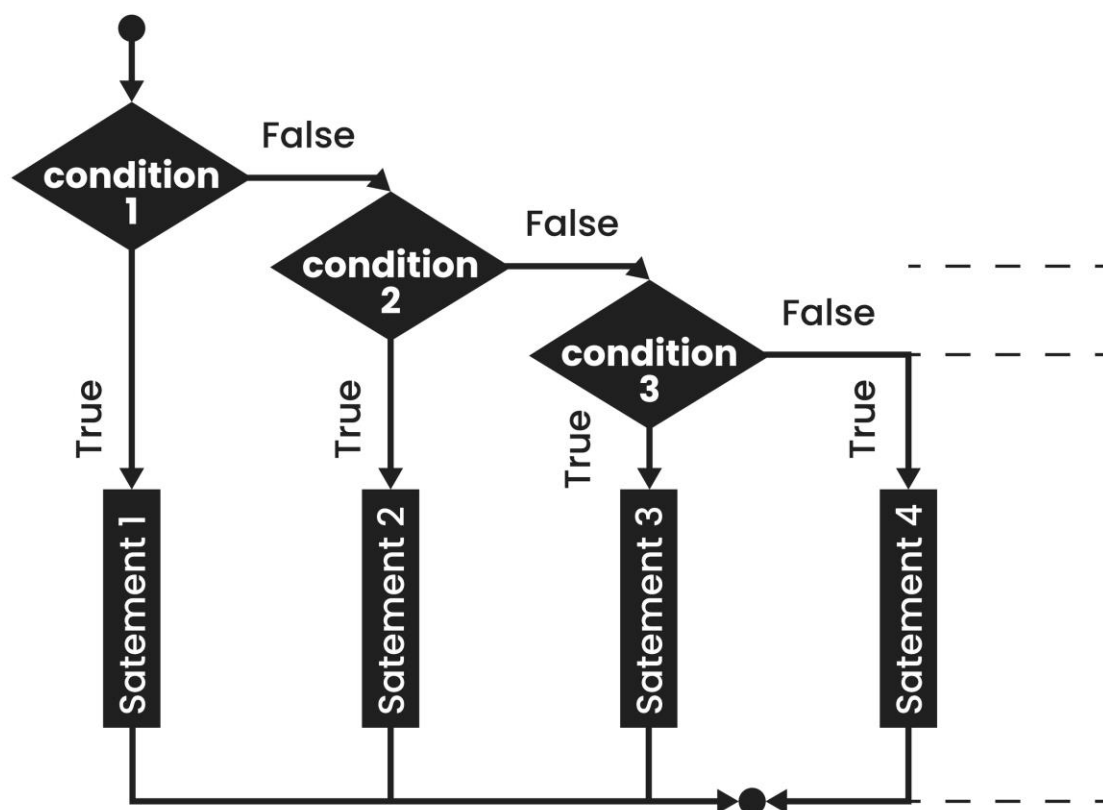 False
condition
1
False
condition
2
False
condition
3
True
True
True
True
Satement 1
Satement 2
Satement 3
Satement 4